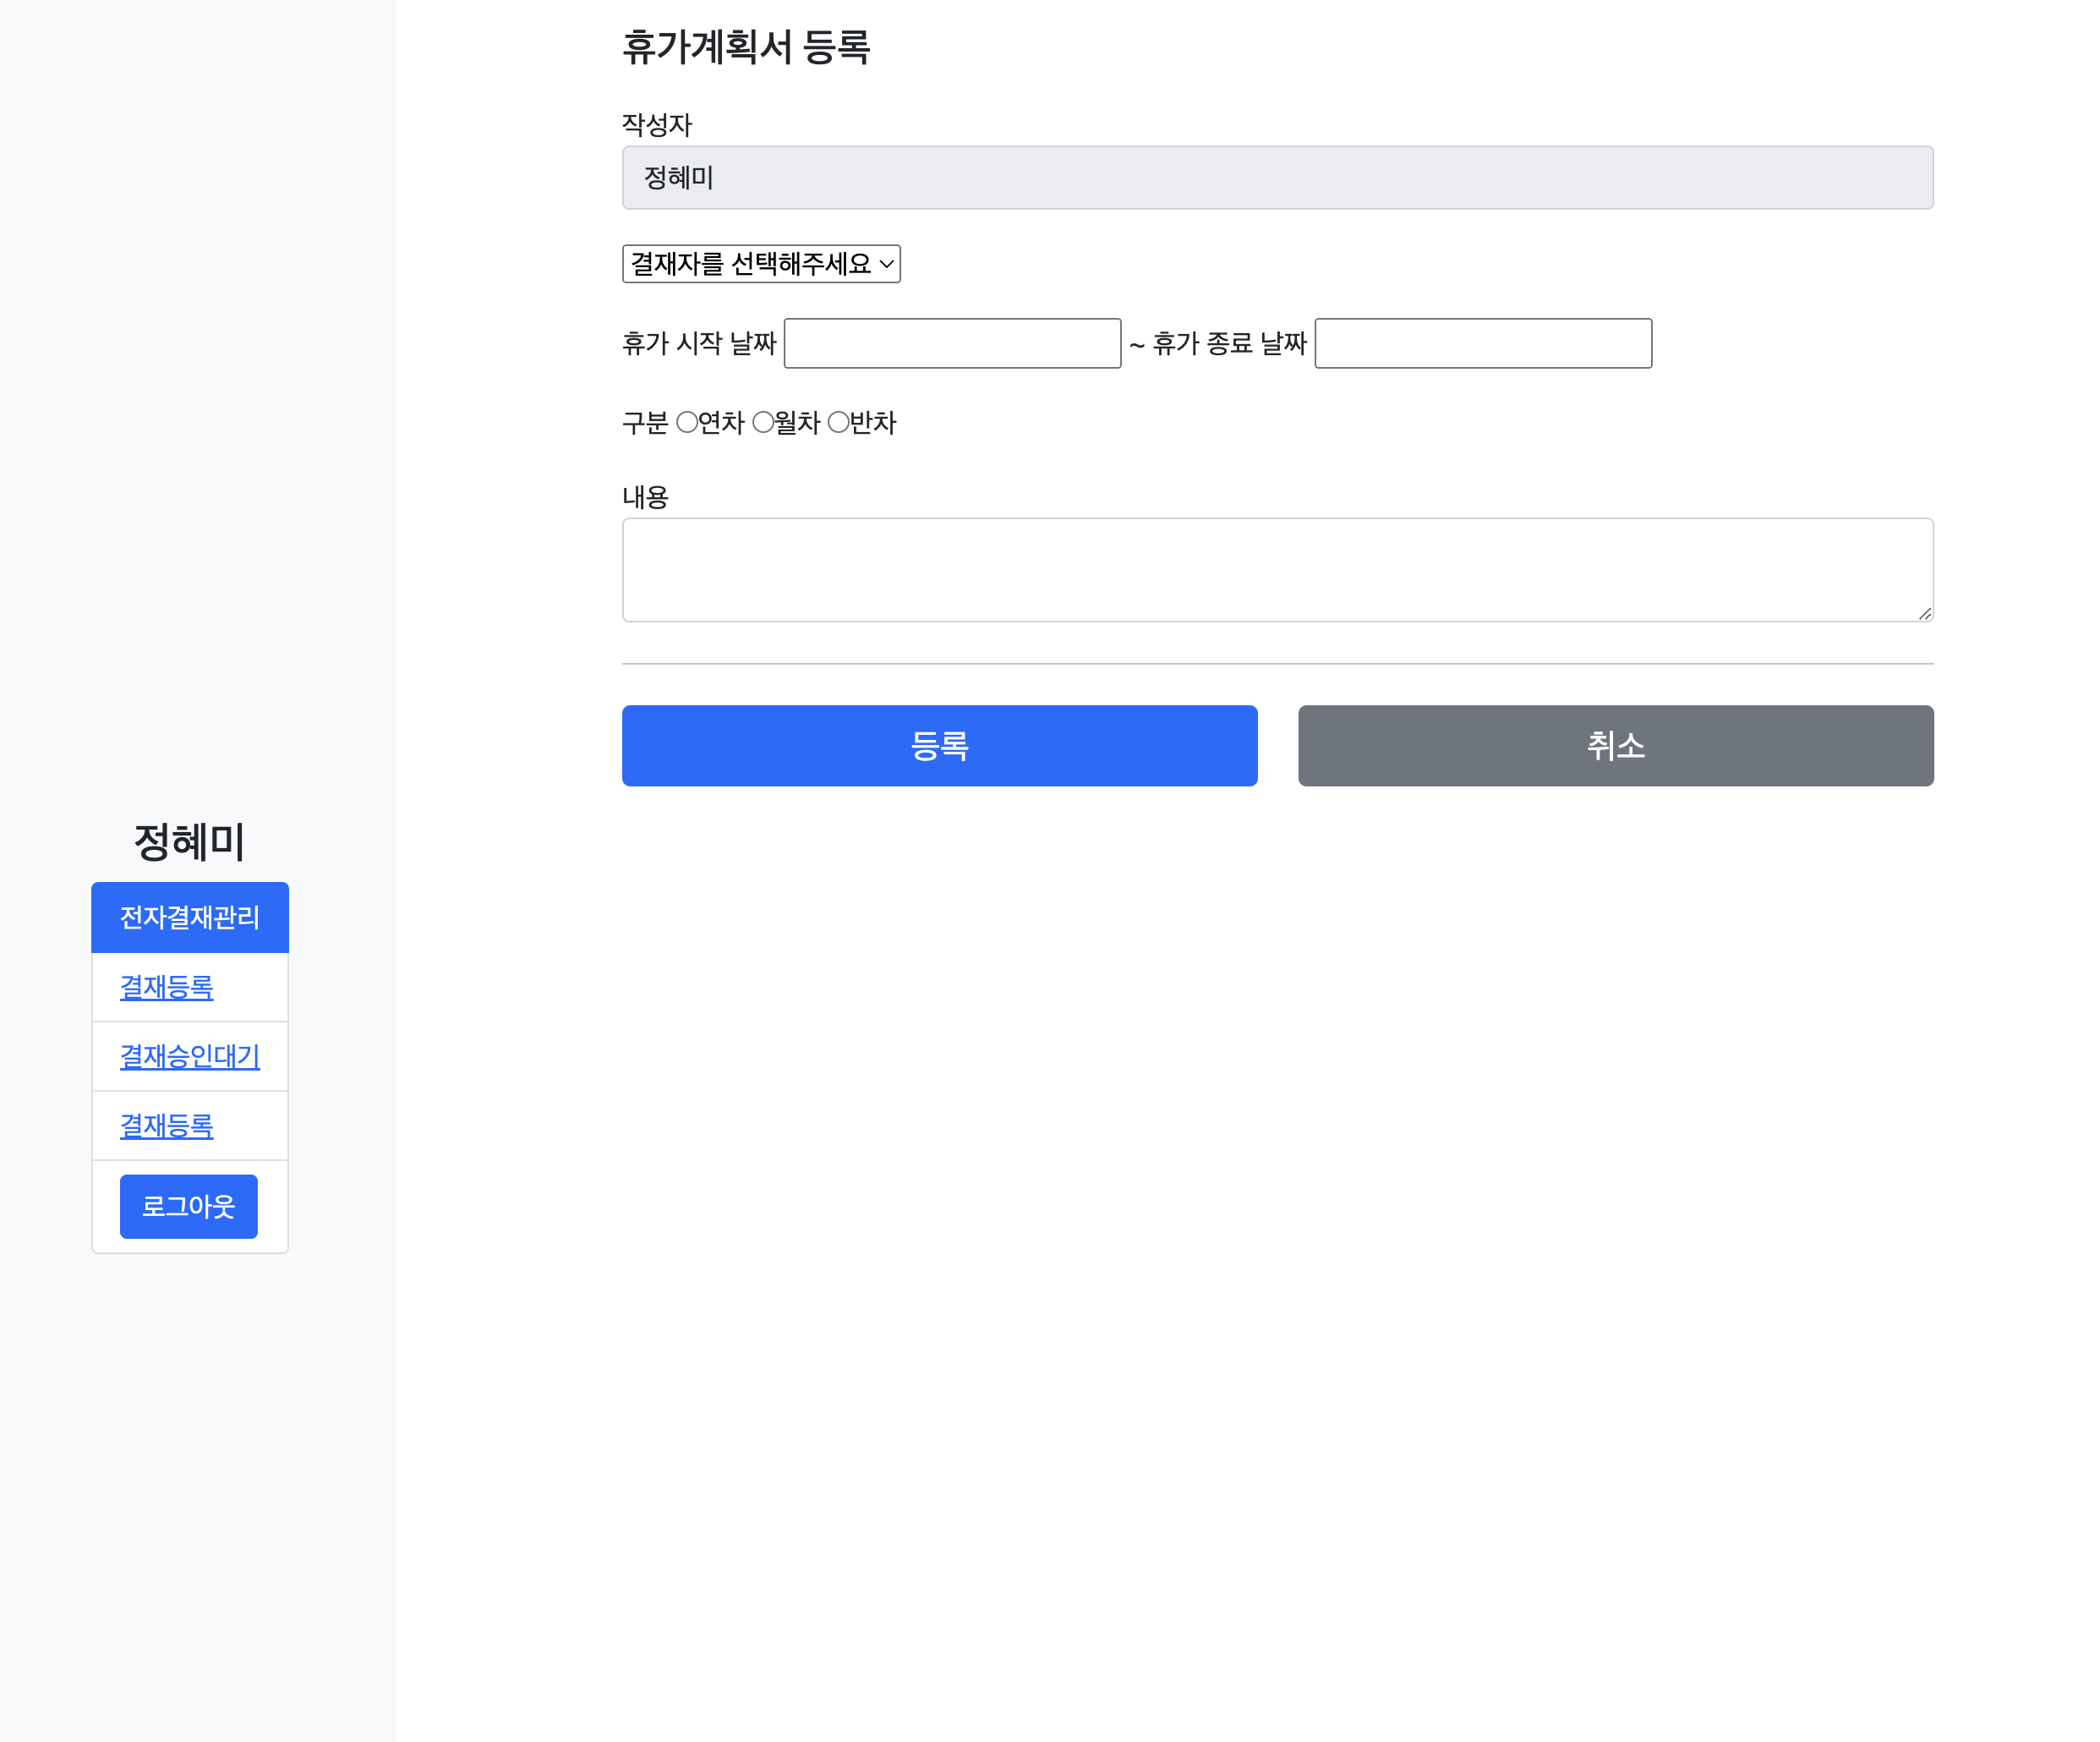 휴가계획서 등록
작성자
정혜미
결재자를 선택해주세요
휴가 시작 날짜 ~ 휴가 종료 날짜
구분 연차 월차 반차
내용
등록 취소
정혜미
전자결재관리
결재등록
결재승인대기
결재등록
로그아웃